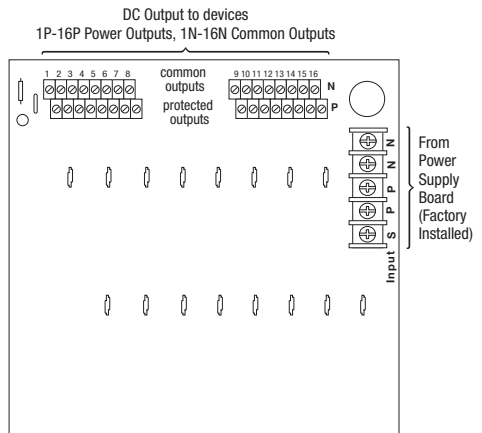 DC Output to devices
1P-16P Power Outputs, 1N-16N Common Outputs
1 2 3 4 5 6 7 8
common
outputs
9 10 11 12 13 14 15 16
N
protected
outputs
P
N
N
P
P
S
Input
From
Power
Supply
Board
(Factory
Installed)